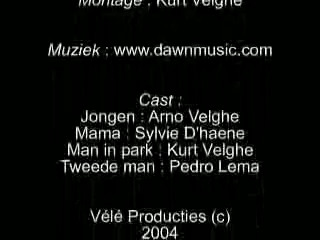 Montage : Kurt Velghe
Muziek : www.dawnmusic.com
Cast :
Jongen : Arno Velghe
Mama : Sylvie D'haene
Man in park : Kurt Velghe
Tweede man : Pedro Lema
Vélé Producties (c)
2004